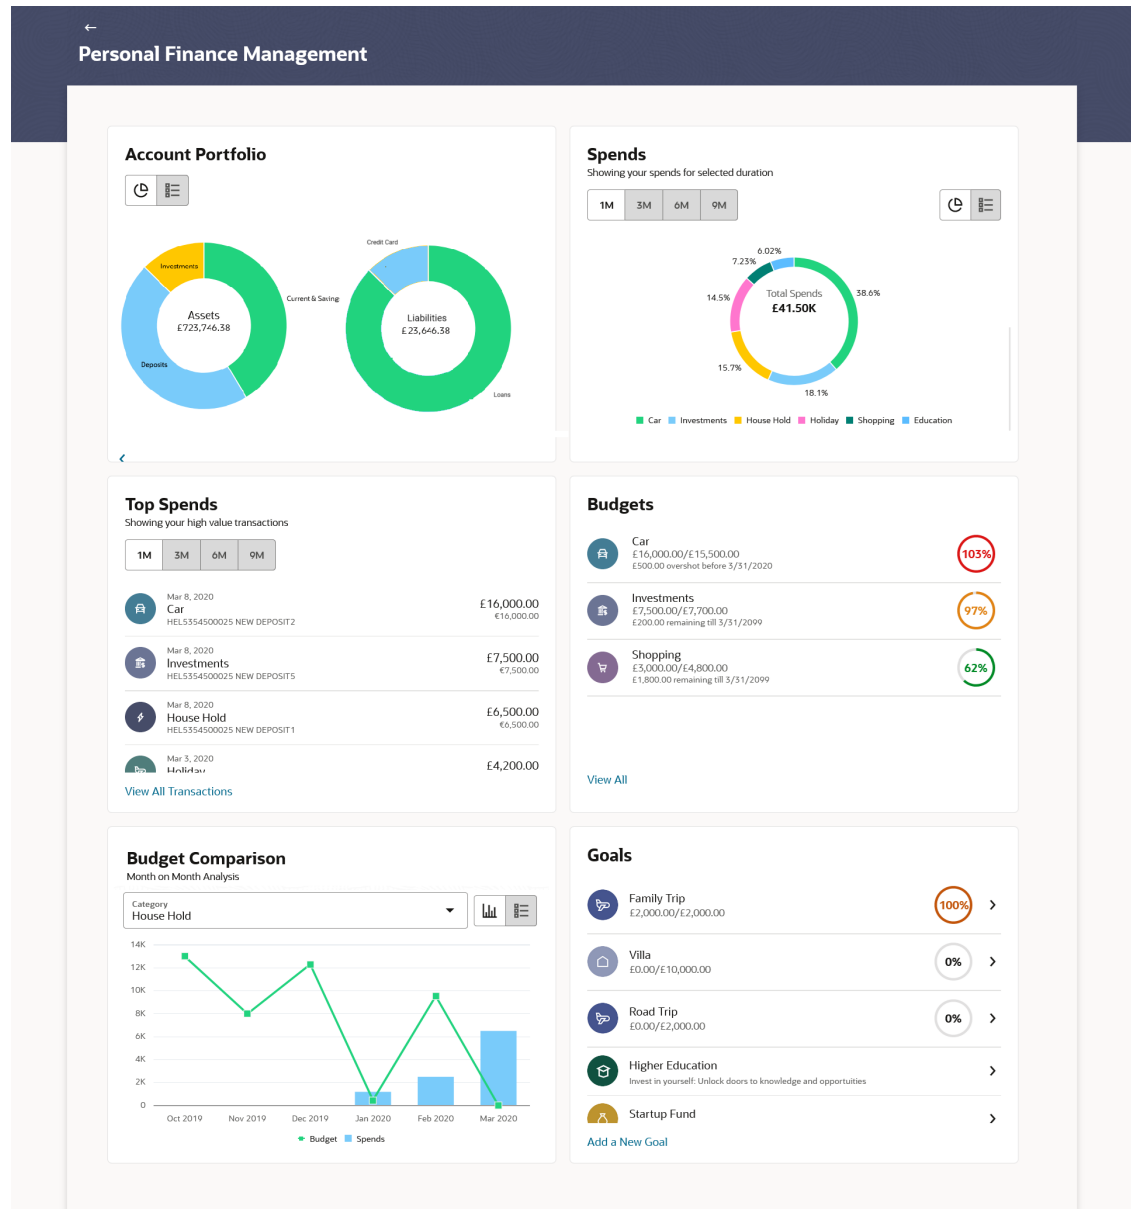 ←
Personal Finance Management
Account Portfolio
Investments
Deposits
Current & Saving
Assets
£723,746.38
Credit Card
Liabilities
£23,646.38
Loans
Spends
Showing your spends for selected duration
1M 3M 6M 9M
6.02%
7.23%
14.5%
38.6%
15.7%
18.1%
Total Spends
£41.50K
Car Investments House Hold Holiday Shopping Education
Top Spends
Showing your high value transactions
1M 3M 6M 9M
Mar 8, 2020
Car
HEL5354500025 NEW DEPOSIT2
£16,000.00
€16,000.00
Mar 8, 2020
Investments
HEL5354500025 NEW DEPOSIT5
£7,500.00
€7,500.00
Mar 8, 2020
House Hold
HEL5354500025 NEW DEPOSIT1
£6,500.00
€6,500.00
Mar 3, 2020
Holiday
£4,200.00
View All Transactions
Budgets
Car
£16,000.00/£15,500.00
£500.00 overshot before 3/31/2020
103%
Investments
£7,500.00/£7,700.00
£200.00 remaining till 3/31/2099
97%
Shopping
£3,000.00/£4,800.00
£1,800.00 remaining till 3/31/2099
62%
View All
Budget Comparison
Month on Month Analysis
Category
House Hold
14K
12K
10K
8K
6K
4K
2K
0
Oct 2019 Nov 2019 Dec 2019 Jan 2020 Feb 2020 Mar 2020
Budget Spends
Goals
Family Trip
£2,000.00/£2,000.00
100%
Villa
£0.00/£10,000.00
0%
Road Trip
£0.00/£2,000.00
0%
Higher Education
Invest in yourself: Unlock doors to knowledge and opportuities
Startup Fund
Add a New Goal